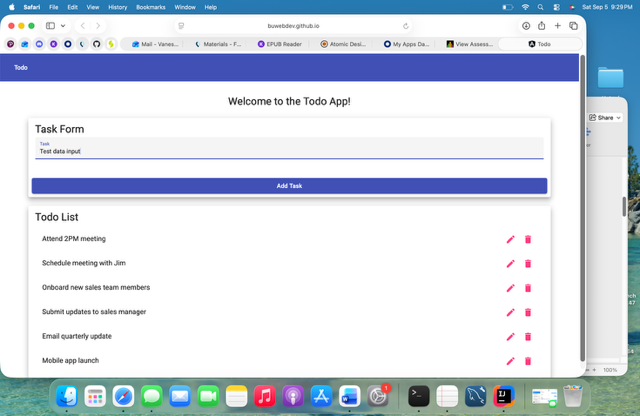 Safari File Edit View History Bookmarks Window Help Sat Sep 5 9:29 PM
buwebdev.github.io
Mail – Vanes... Materials – F... EPUB Reader Atomic Desig... My Apps Da... View Assess... Todo
Todo
Share
Welcome to the Todo App!
Task Form
Task
Test data input
Add Task
Todo List
Attend 2PM meeting
Schedule meeting with Jim
Onboard new sales team members
Submit updates to sales manager
Email quarterly update
Mobile app launch
100%